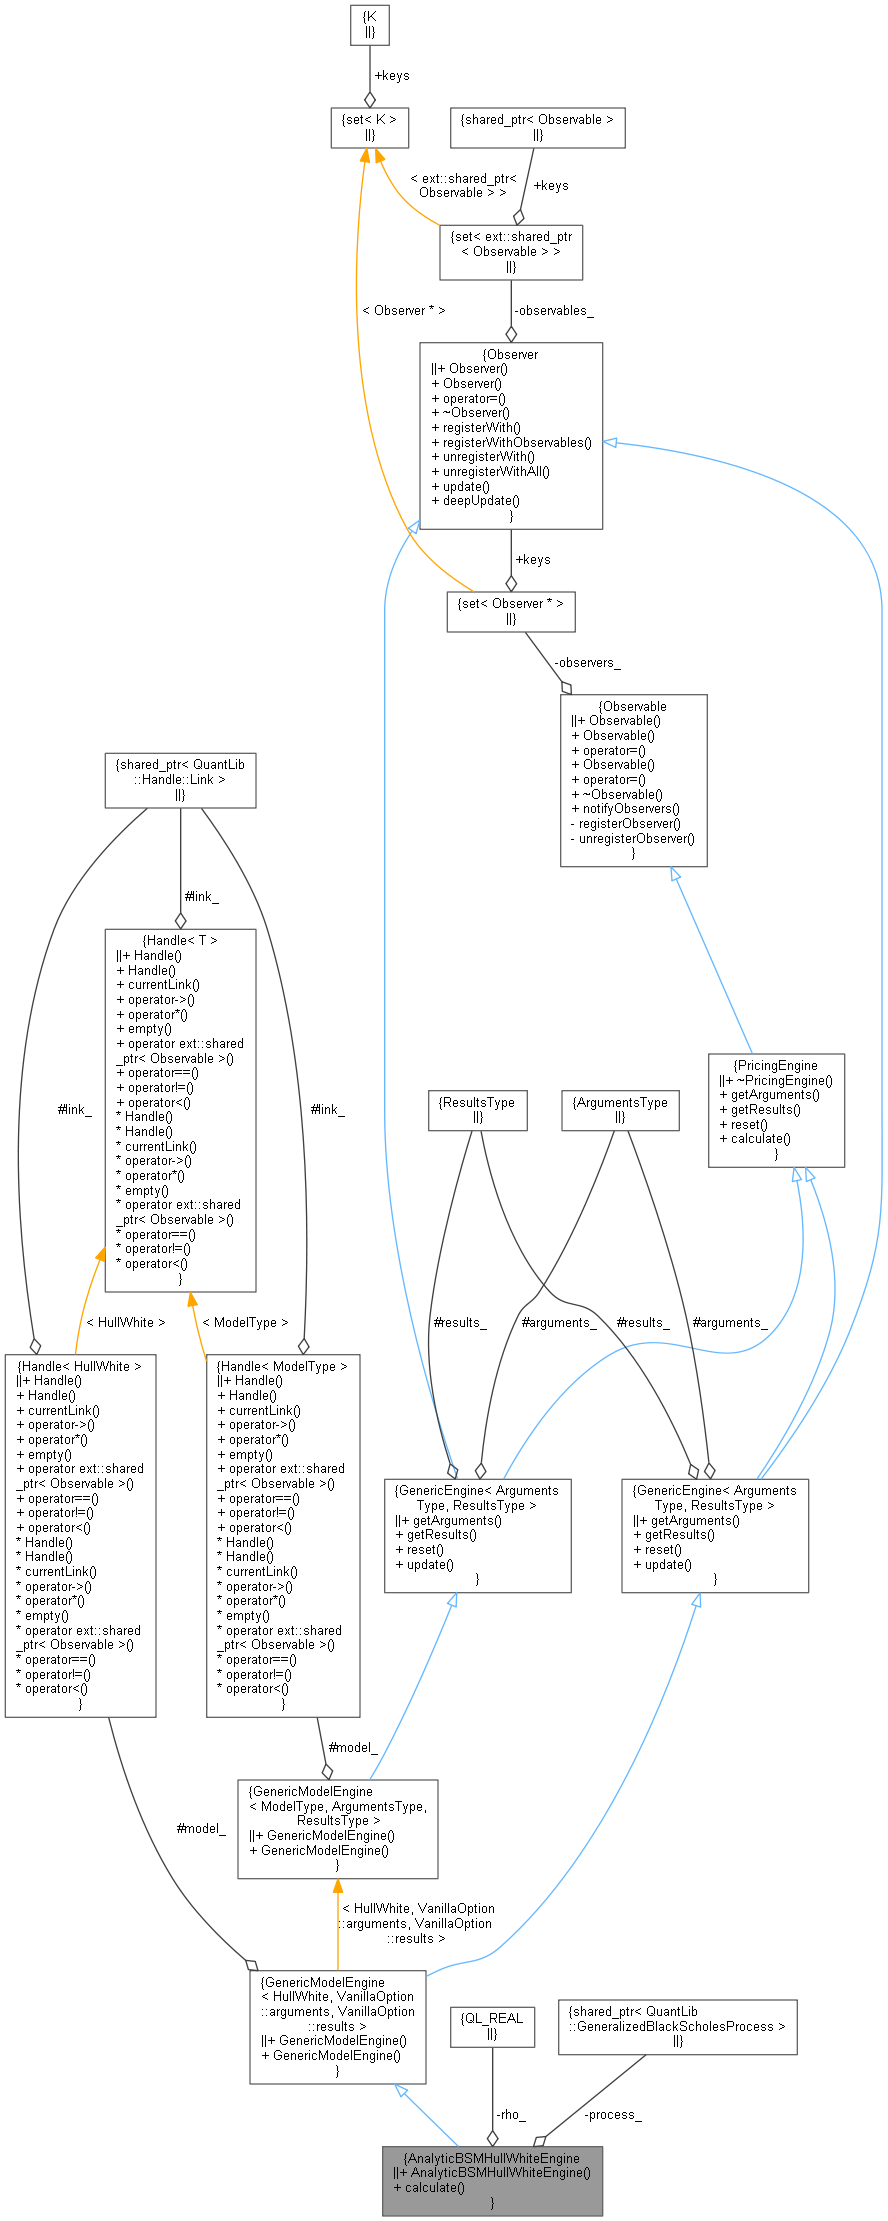 {K
||}
+keys
{set< K >
||}
{shared_ptr< Observable >
||}
< ext::shared_ptr<
Observable > >
+keys
{set< ext::shared_ptr
< Observable > >
||}
< Observer * >
-observables_
{Observer
||+ Observer()
+ Observer()
+ operator=()
+ ~Observer()
+ registerWith()
+ registerWithObservables()
+ unregisterWith()
+ unregisterWithAll()
+ update()
+ deepUpdate()
}
+keys
{set< Observer * >
||}
-observers_
{Observable
||+ Observable()
+ Observable()
+ operator=()
+ Observable()
+ operator=()
+ ~Observable()
+ notifyObservers()
- registerObserver()
- unregisterObserver()
}
{shared_ptr< QuantLib
::Handle::Link >
||}
#link_
{Handle< T >
||+ Handle()
+ Handle()
+ currentLink()
+ operator->()
+ operator*()
+ empty()
+ operator ext::shared
_ptr< Observable >()
+ operator==()
+ operator!=()
+ operator<()
* Handle()
* Handle()
* currentLink()
* operator->()
* operator*()
* empty()
* operator ext::shared
_ptr< Observable >()
* operator==()
* operator!=()
* operator<()
}
#link_
#link_
{PricingEngine
||+ ~PricingEngine()
+ getArguments()
+ getResults()
+ reset()
+ calculate()
}
{ResultsType
||}
{ArgumentsType
||}
< HullWhite >
< ModelType >
#results_
#arguments_
#results_
#arguments_
{Handle< HullWhite >
||+ Handle()
+ Handle()
+ currentLink()
+ operator->()
+ operator*()
+ empty()
+ operator ext::shared
_ptr< Observable >()
+ operator==()
+ operator!=()
+ operator<()
* Handle()
* Handle()
* currentLink()
* operator->()
* operator*()
* empty()
* operator ext::shared
_ptr< Observable >()
* operator==()
* operator!=()
* operator<()
}
{Handle< ModelType >
||+ Handle()
+ Handle()
+ currentLink()
+ operator->()
+ operator*()
+ empty()
+ operator ext::shared
_ptr< Observable >()
+ operator==()
+ operator!=()
+ operator<()
* Handle()
* Handle()
* currentLink()
* operator->()
* operator*()
* empty()
* operator ext::shared
_ptr< Observable >()
* operator==()
* operator!=()
* operator<()
}
{GenericEngine< Arguments
Type, ResultsType >
||+ getArguments()
+ getResults()
+ reset()
+ update()
}
{GenericEngine< Arguments
Type, ResultsType >
||+ getArguments()
+ getResults()
+ reset()
+ update()
}
#model_
{GenericModelEngine
< ModelType, ArgumentsType,
ResultsType >
||+ GenericModelEngine()
+ GenericModelEngine()
}
#model_
< HullWhite, VanillaOption
::arguments, VanillaOption
::results >
{GenericModelEngine
< HullWhite, VanillaOption
::arguments, VanillaOption
::results >
||+ GenericModelEngine()
+ GenericModelEngine()
}
{QL_REAL
||}
{shared_ptr< QuantLib
::GeneralizedBlackScholesProcess >
||}
-rho_
-process_
{AnalyticBSMHullWhiteEngine
||+ AnalyticBSMHullWhiteEngine()
+ calculate()
}